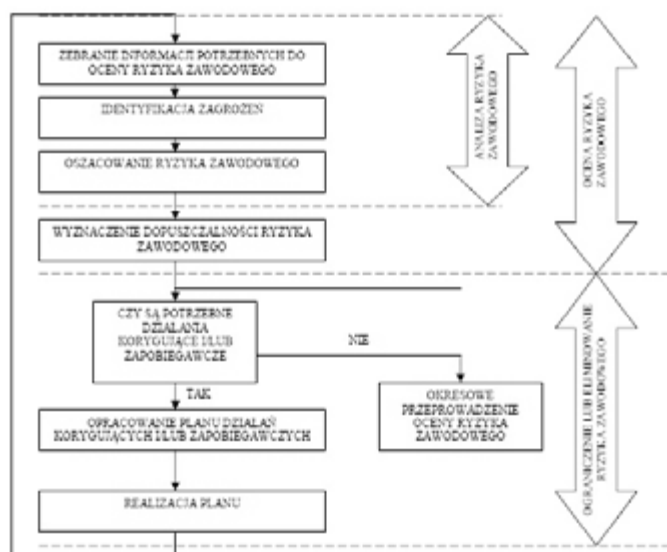 ZEBRANIE INFORMACJI POTRZEBNYCH DO
OCENY RYZYKA ZAWODOWEGO
IDENTYFIKACJA ZAGROŻEŃ
OSZACOWANIE RYZYKA ZAWODOWEGO
WYZNACZENIE DOPUSZCZALNOŚCI RYZYKA
ZAWODOWEGO
CZY SĄ POTRZEBNE
DZIAŁANIA
KORYGUJĄCE I/LUB
ZAPOBIEGAWCZE
NIE
TAK
OPRACOWANIE PLANU DZIAŁAŃ
KORYGUJĄCYCH I/LUB ZAPOBIEGAWCZYCH
OKRESOWE
PRZEPROWADZENIE
OCENY RYZYKA
ZAWODOWEGO
REALIZACJA PLANU
ANALIZA RYZYKA
ZAWODOWEGO
OCENA RYZYKA
ZAWODOWEGO
OGRANICZENIE LUB ELIMINOWANIE
RYZYKA ZAWODOWEGO